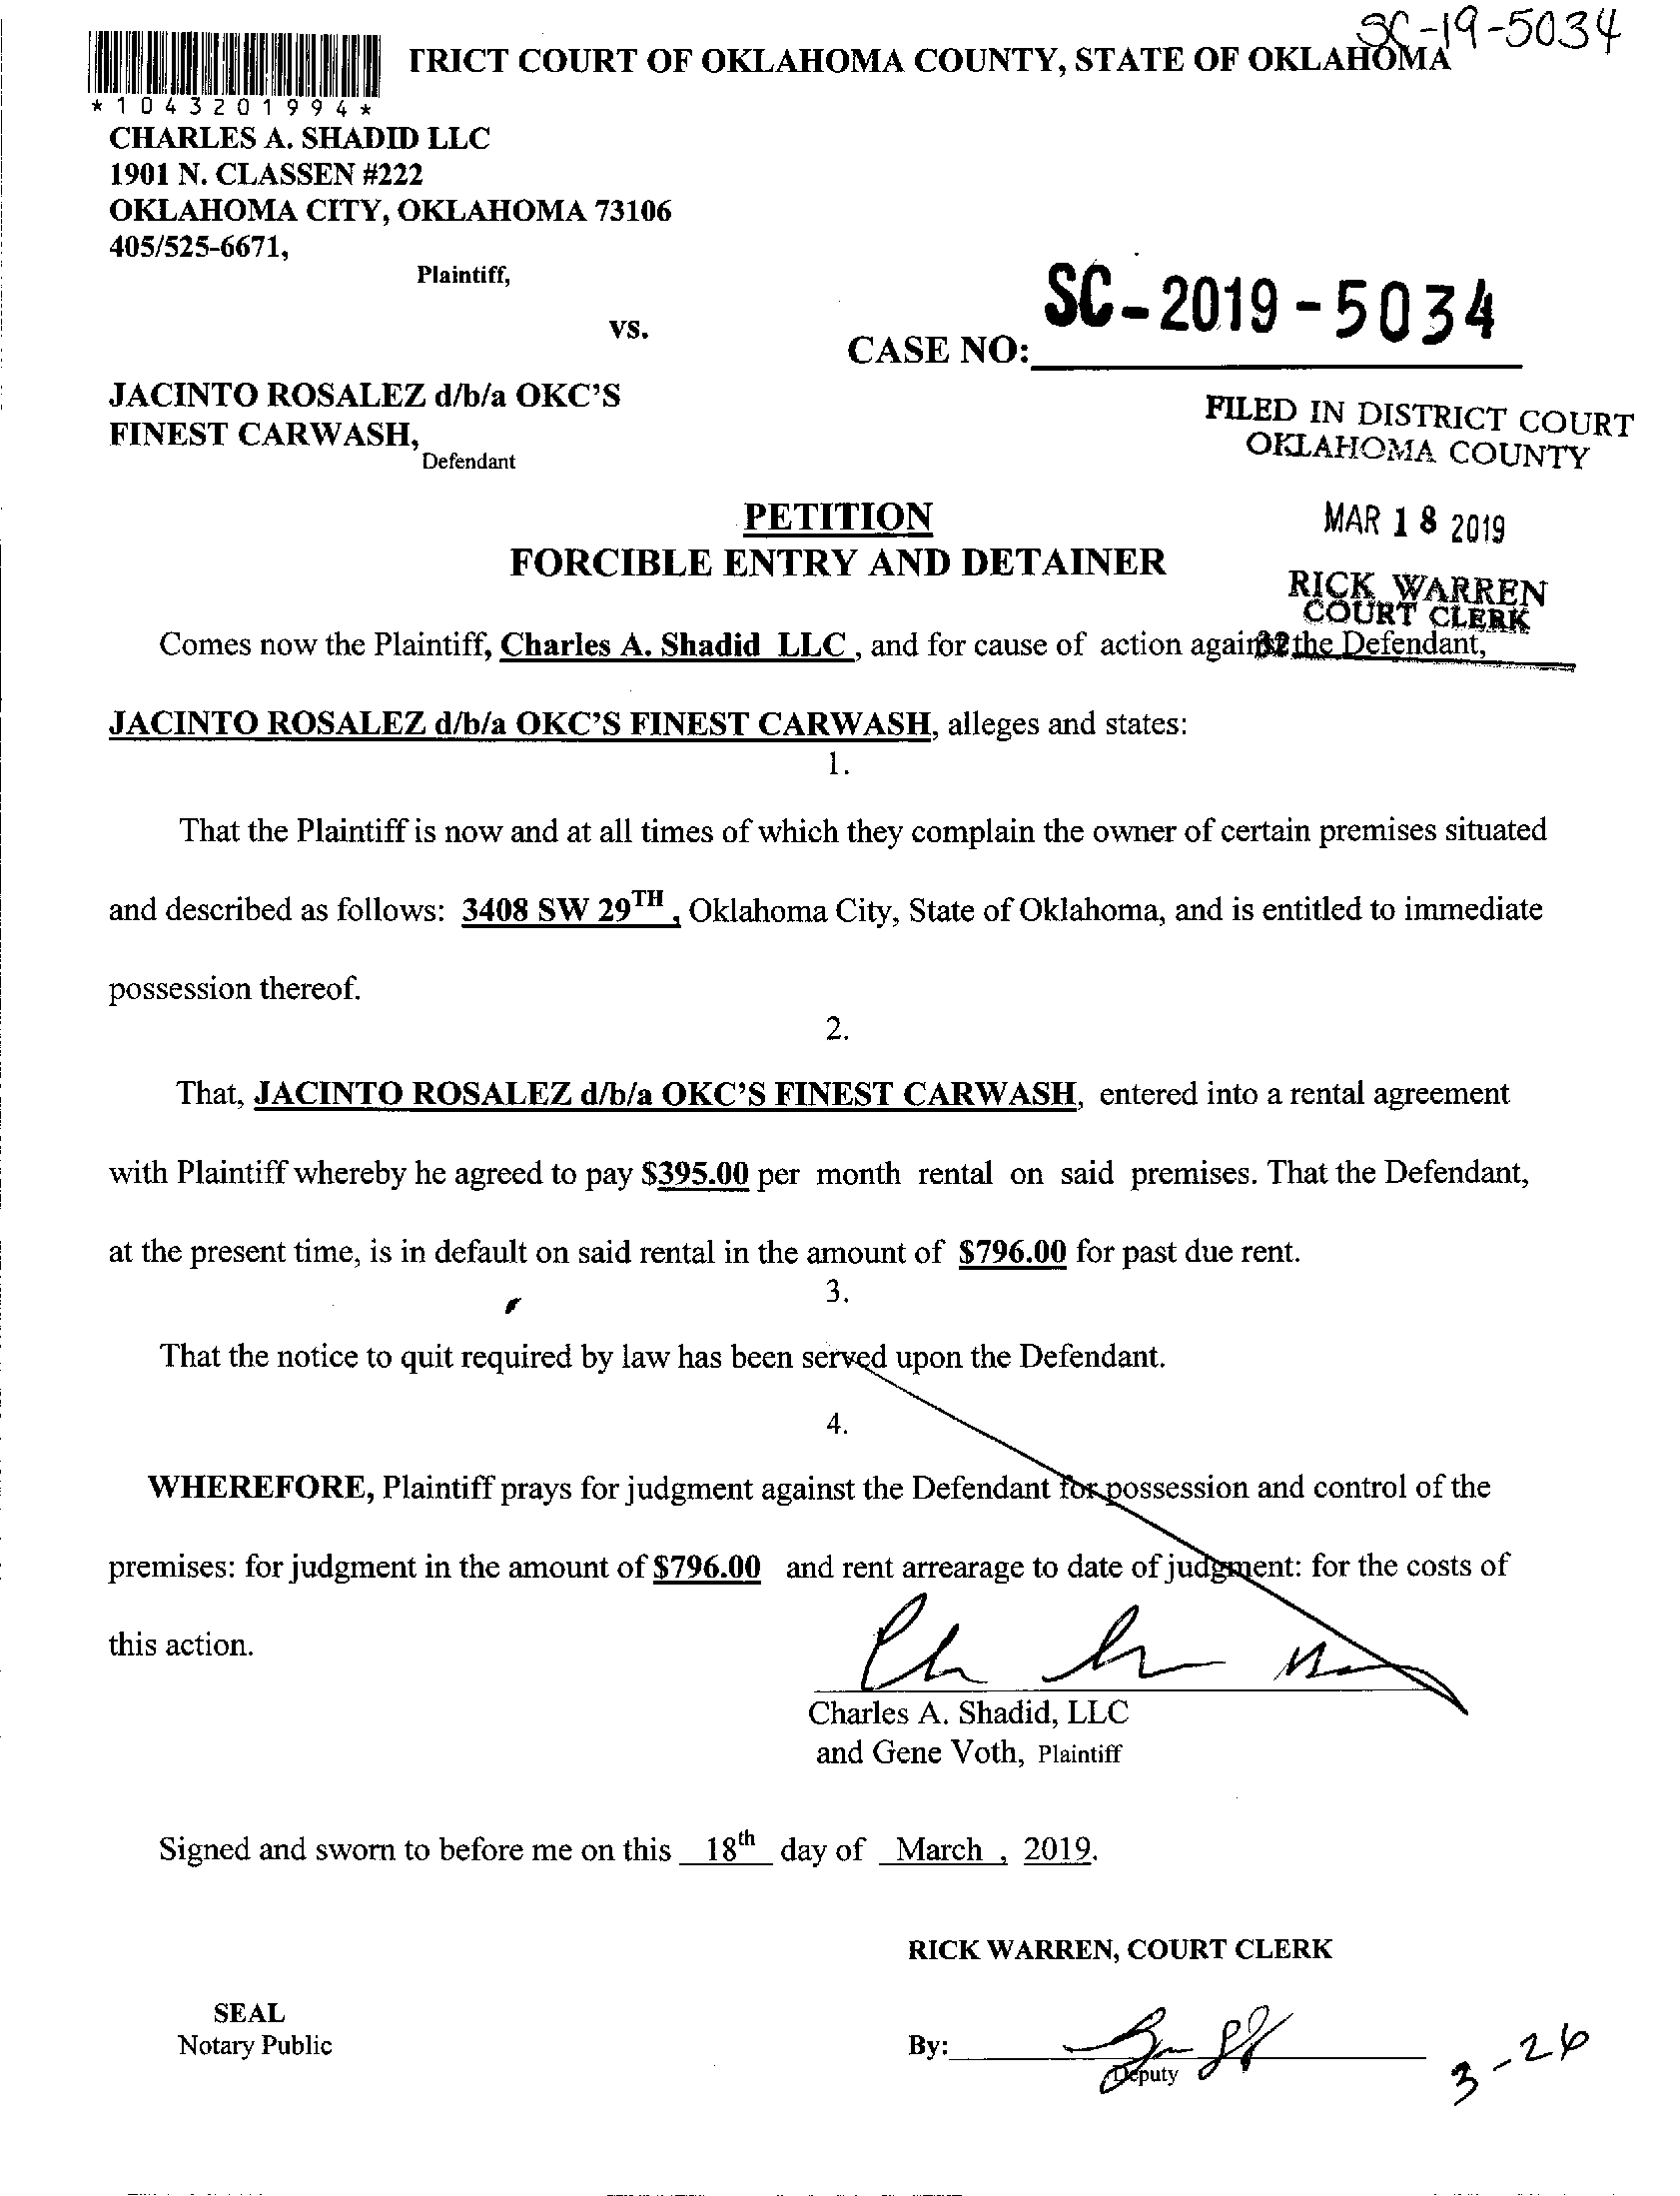 SC-19-5034
TRICT COURT OF OKLAHOMA COUNTY, STATE OF OKLAHOMA
*1043201994*
CHARLES A. SHADID LLC
1901 N. CLASSEN #222
OKLAHOMA CITY, OKLAHOMA 73106
405/525-6671,
Plaintiff,
vs.
CASE NO: SC-2019-5034
JACINTO ROSALEZ d/b/a OKC'S
FINEST CARWASH,
Defendant
FILED IN DISTRICT COURT
OKLAHOMA COUNTY
MAR 18 2019
RICK WARREN
COURT CLERK
32
PETITION
FORCIBLE ENTRY AND DETAINER
Comes now the Plaintiff, Charles A. Shadid LLC , and for cause of action against the Defendant,
JACINTO ROSALEZ d/b/a OKC'S FINEST CARWASH, alleges and states:
1.
That the Plaintiff is now and at all times of which they complain the owner of certain premises situated
and described as follows: 3408 SW 29TH , Oklahoma City, State of Oklahoma, and is entitled to immediate
possession thereof.
2.
That, JACINTO ROSALEZ d/b/a OKC'S FINEST CARWASH, entered into a rental agreement
with Plaintiff whereby he agreed to pay $395.00 per month rental on said premises. That the Defendant,
at the present time, is in default on said rental in the amount of $796.00 for past due rent.
3.
That the notice to quit required by law has been served upon the Defendant.
4.
WHEREFORE, Plaintiff prays for judgment against the Defendant for possession and control of the
premises: for judgment in the amount of $796.00 and rent arrearage to date of judgment: for the costs of
this action.
Charles A. Shadid, LLC
and Gene Voth, Plaintiff
Signed and sworn to before me on this 18th day of March , 2019.
RICK WARREN, COURT CLERK
SEAL
Notary Public
By:
Deputy
3-26